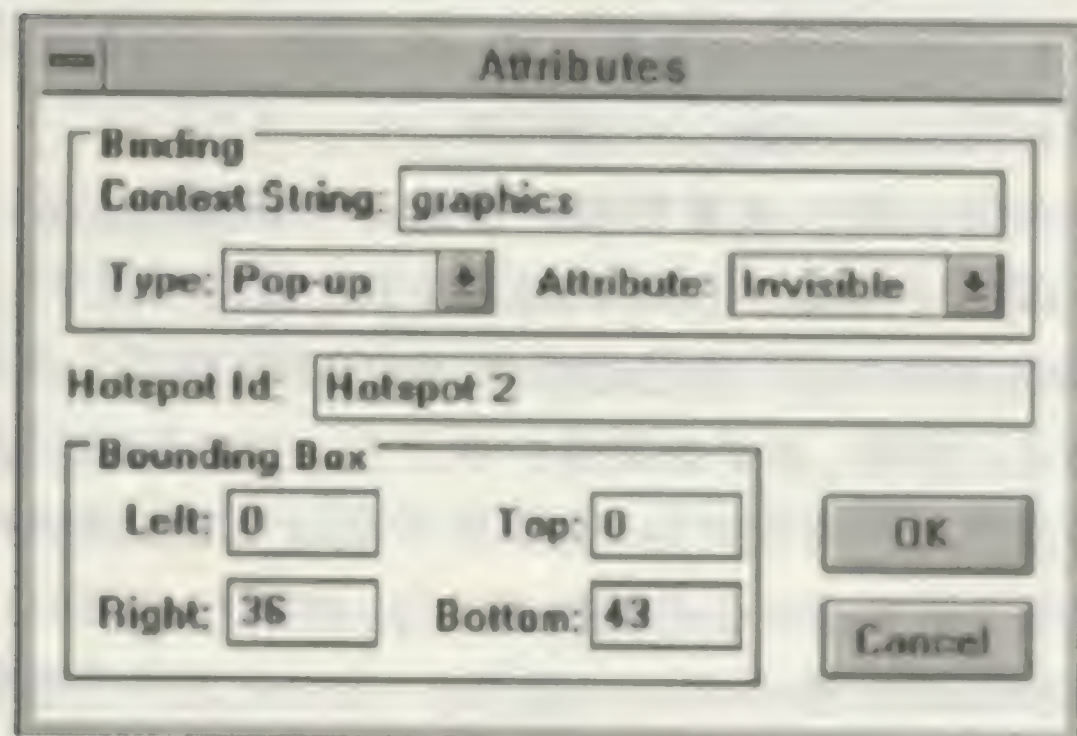 Attributes
Binding
Context String: graphics
Type: Pop-up Attribute: Invisible
Hotspot Id: Hotspot 2
Bounding Box
Left: 0 Top: 0
OK
Right: 36 Bottom: 43
Cancel